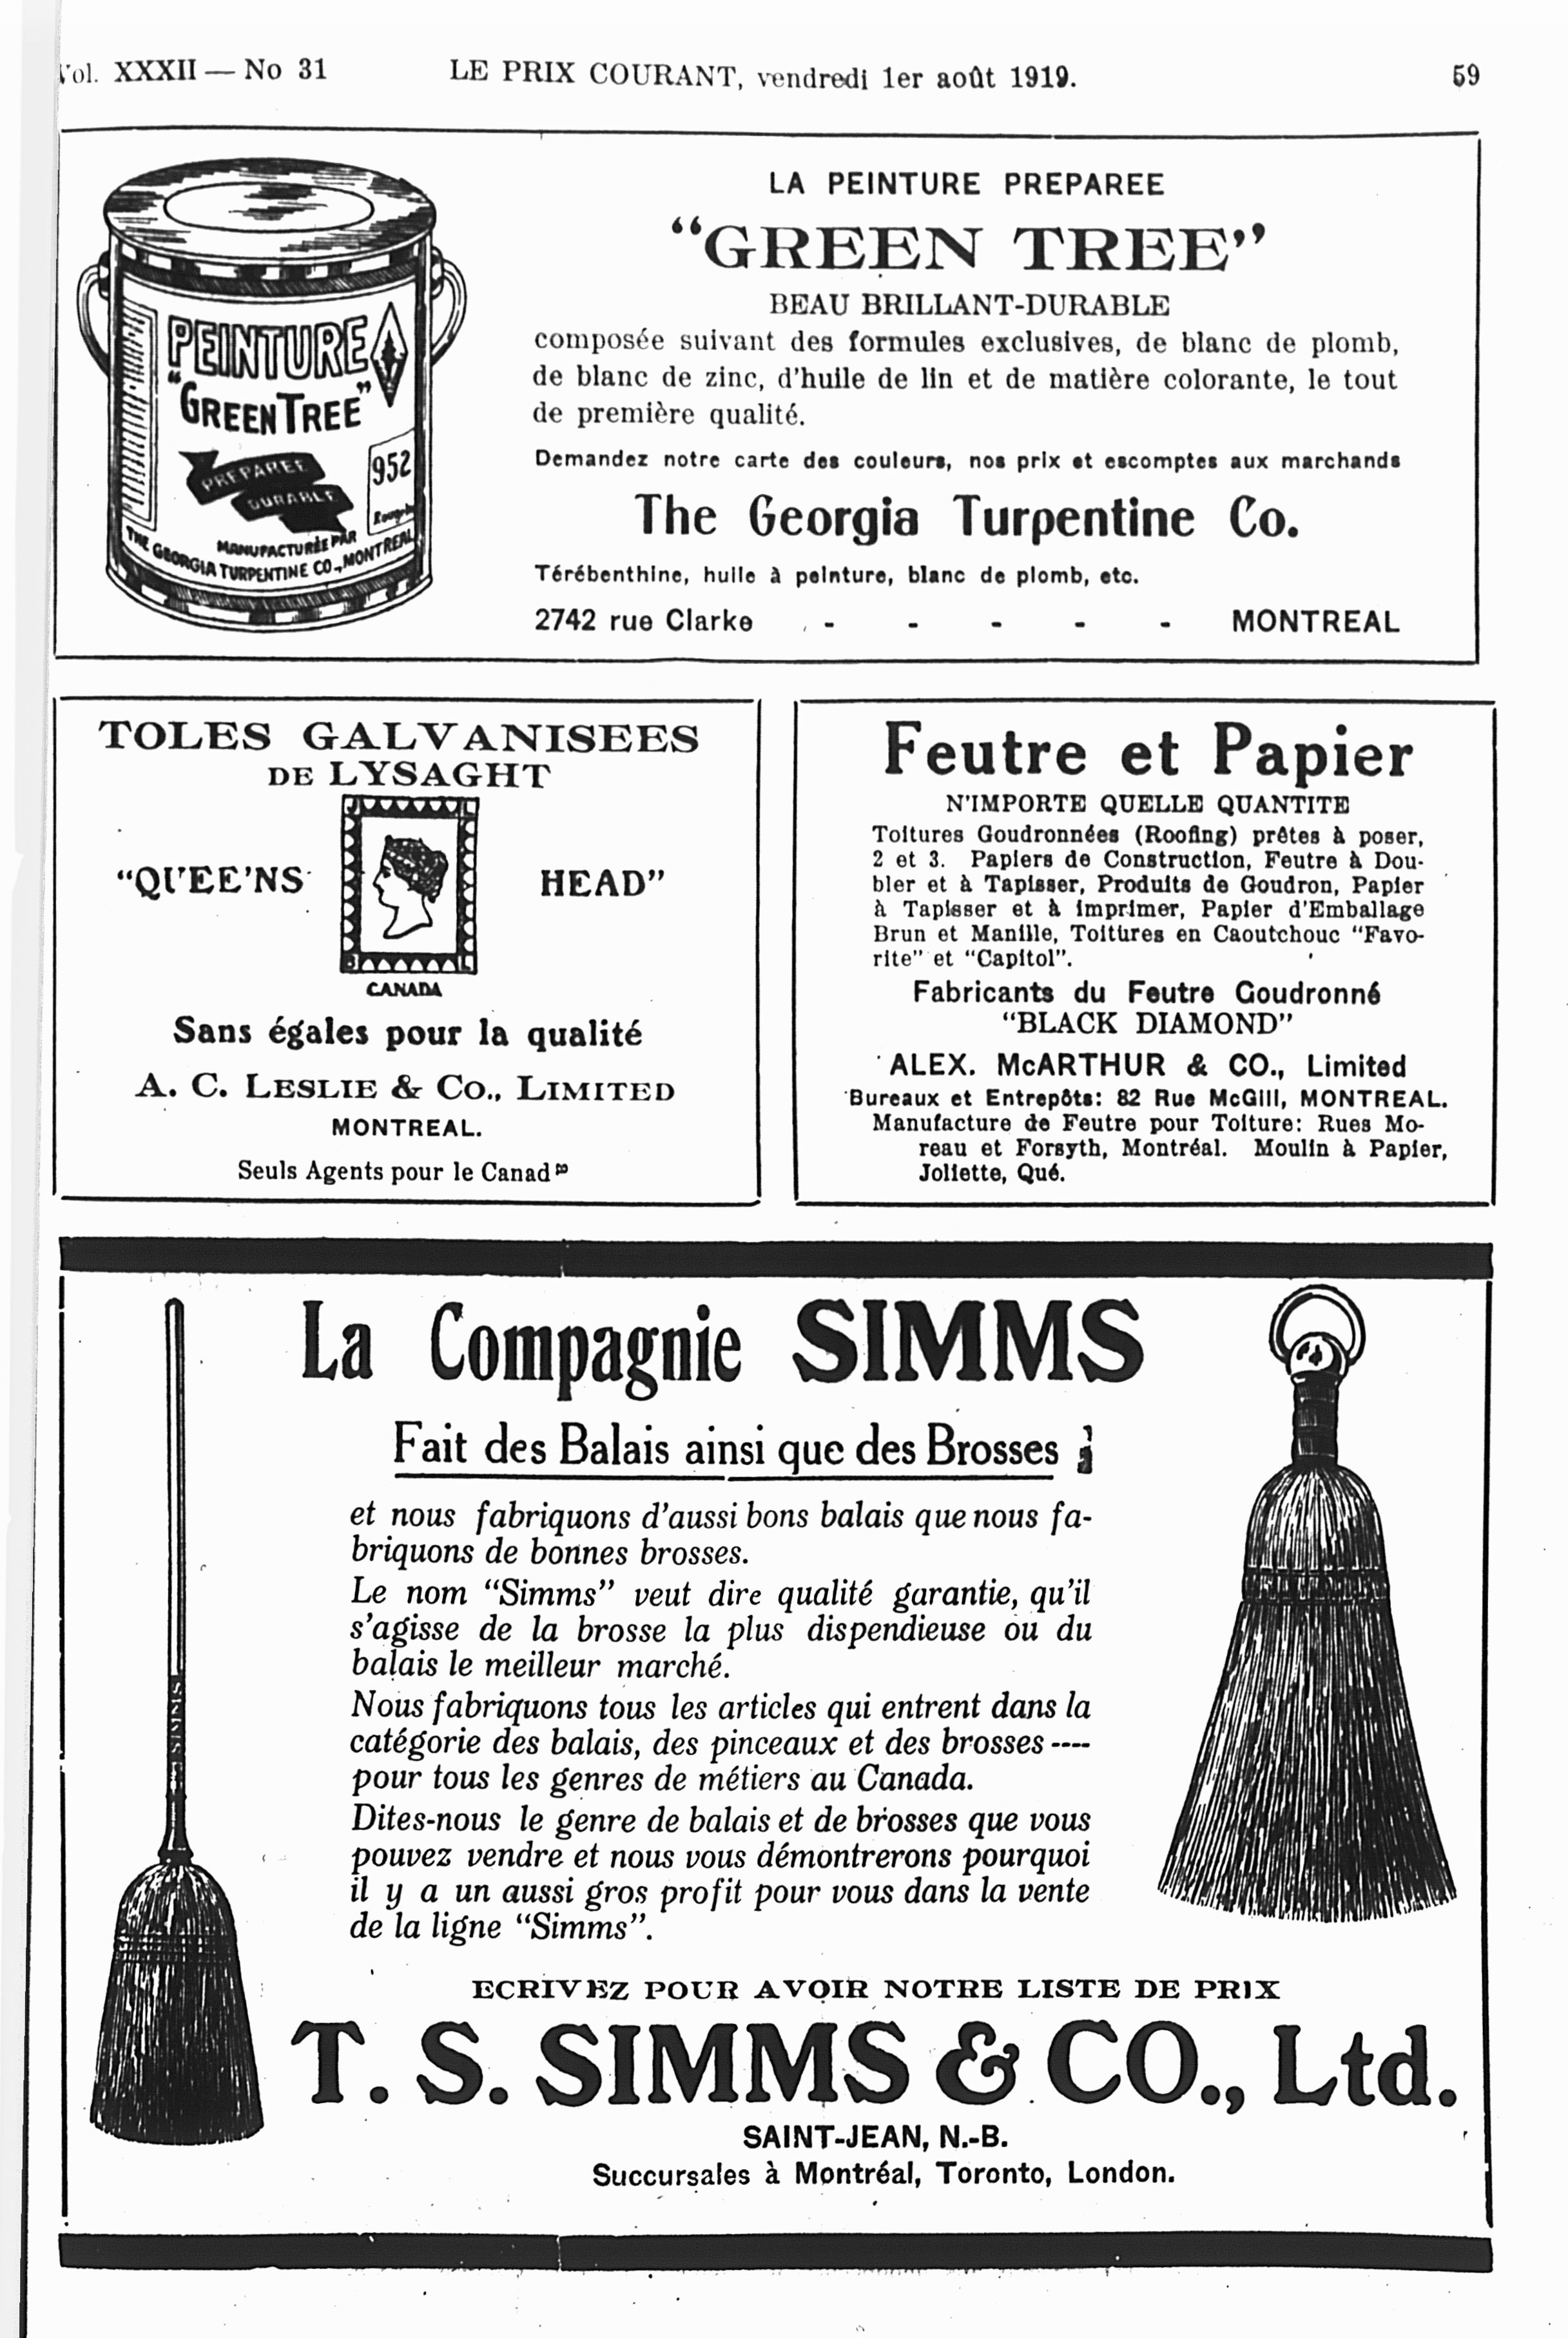 Vol. XXXII — No 31 LE PRIX COURANT, vendredi 1er août 1919. 59
PEINTURE
"GREEN TREE"
PREPAREE
DURABLE
952
MANUFACTURÉE PAR
THE GEORGIA TURPENTINE CO., MONTREAL
LA PEINTURE PREPAREE
"GREEN TREE"
BEAU BRILLANT-DURABLE
composée suivant des formules exclusives, de blanc de plomb,
de blanc de zinc, d'huile de lin et de matière colorante, le tout
de première qualité.
Demandez notre carte des couleurs, nos prix et escomptes aux marchands
The Georgia Turpentine Co.
Térébenthine, huile à peinture, blanc de plomb, etc.
2742 rue Clarke - - - - - MONTREAL
TOLES GALVANISEES
DE LYSAGHT
"QUEE'NS HEAD"
J L
B L
CANADA
Sans égales pour la qualité
A. C. LESLIE & CO., LIMITED
MONTREAL.
Seuls Agents pour le Canada
Feutre et Papier
N'IMPORTE QUELLE QUANTITE
Toitures Goudronnées (Roofing) prêtes à poser,
2 et 3. Papiers de Construction, Feutre à Dou-
bler et à Tapisser, Produits de Goudron, Papier
à Tapisser et à imprimer, Papier d'Emballage
Brun et Manille, Toitures en Caoutchouc "Favo-
rite" et "Capitol".
Fabricants du Feutre Goudronné
"BLACK DIAMOND"
ALEX. McARTHUR & CO., Limited
Bureaux et Entrepôts: 82 Rue McGill, MONTREAL.
Manufacture de Feutre pour Toiture: Rues Mo-
reau et Forsyth, Montréal. Moulin à Papier,
Joliette, Qué.
La Compagnie SIMMS
Fait des Balais ainsi que des Brosses ;
et nous fabriquons d'aussi bons balais que nous fa-
briquons de bonnes brosses.
Le nom "Simms" veut dire qualité garantie, qu'il
s'agisse de la brosse la plus dispendieuse ou du
balais le meilleur marché.
Nous fabriquons tous les articles qui entrent dans la
catégorie des balais, des pinceaux et des brosses ----
pour tous les genres de métiers au Canada.
Dites-nous le genre de balais et de brosses que vous
pouvez vendre et nous vous démontrerons pourquoi
il y a un aussi gros profit pour vous dans la vente
de la ligne "Simms".
ECRIVEZ POUR AVOIR NOTRE LISTE DE PRIX
T. S. SIMMS & CO., Ltd.
SAINT-JEAN, N.-B.
Succursales à Montréal, Toronto, London.